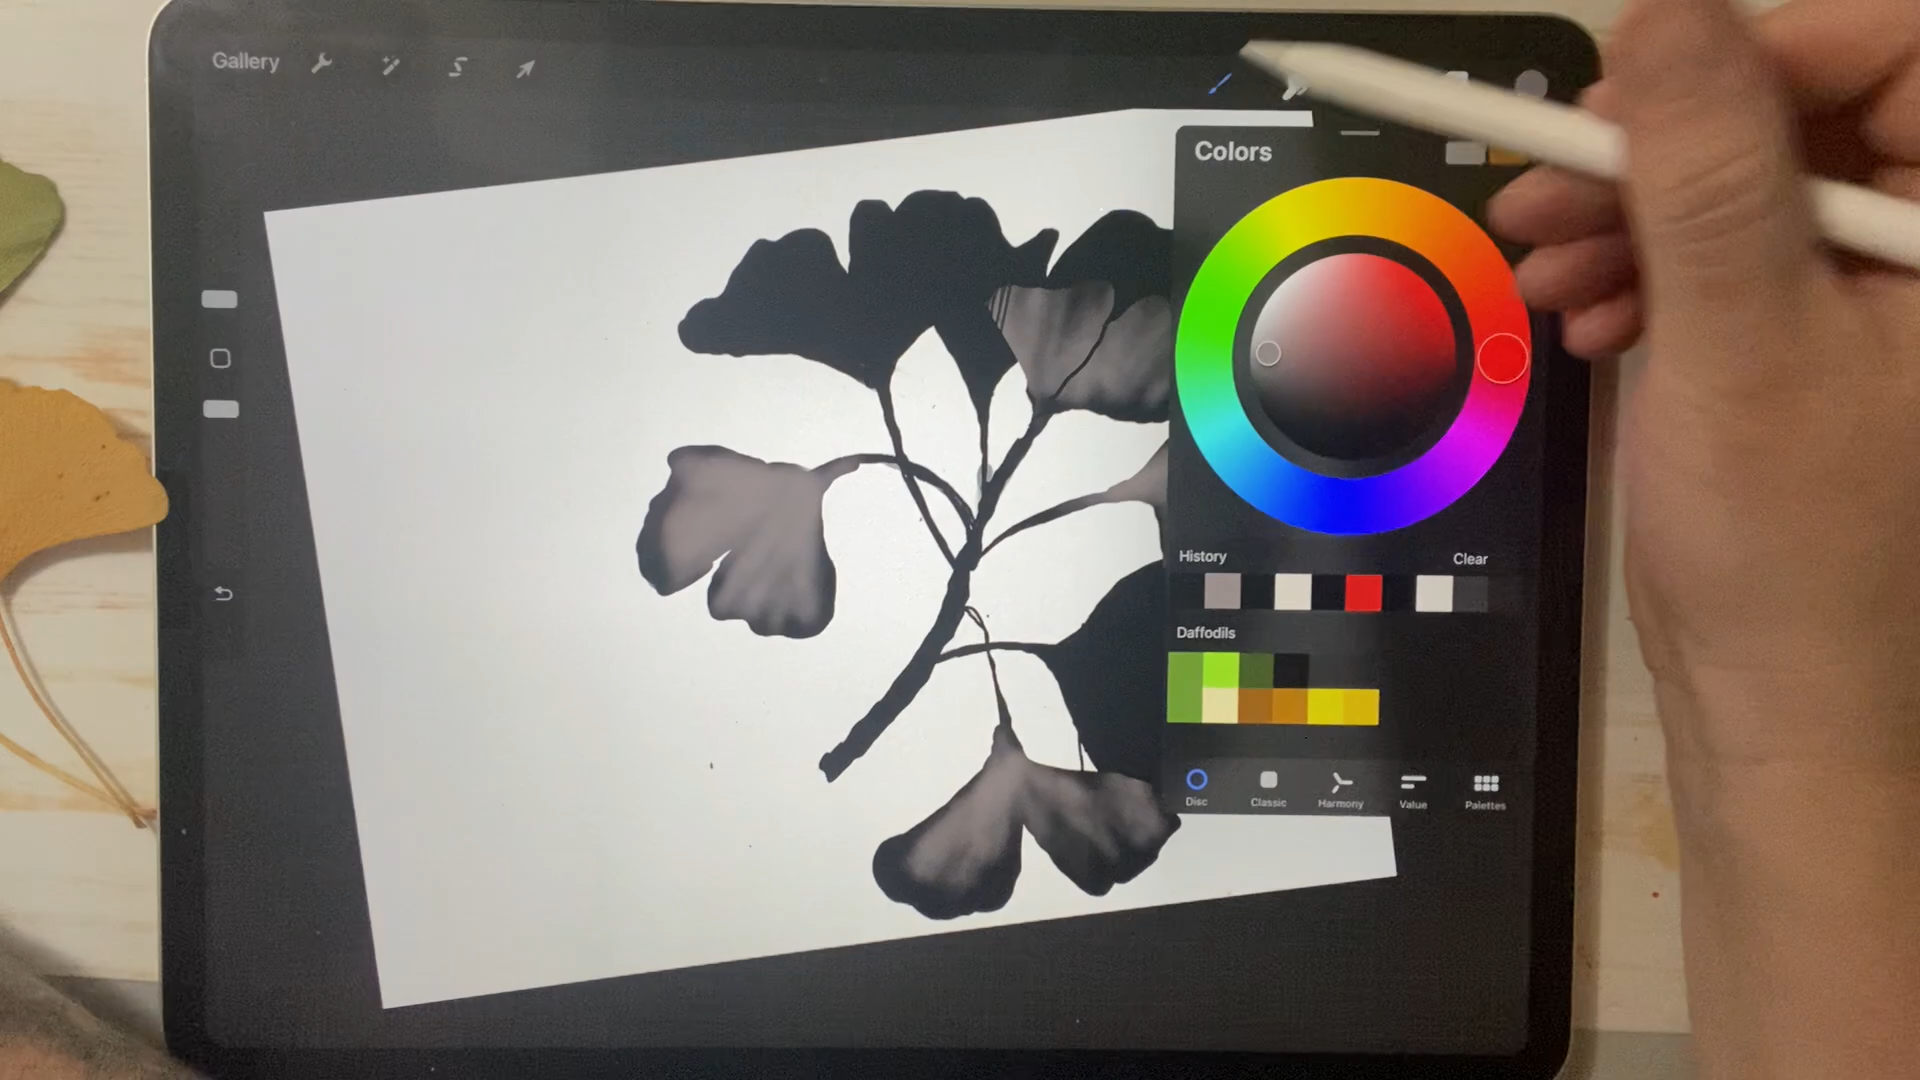 Gallery
Colors
History Clear
Daffodils
Disc Classic Harmony Value Palettes